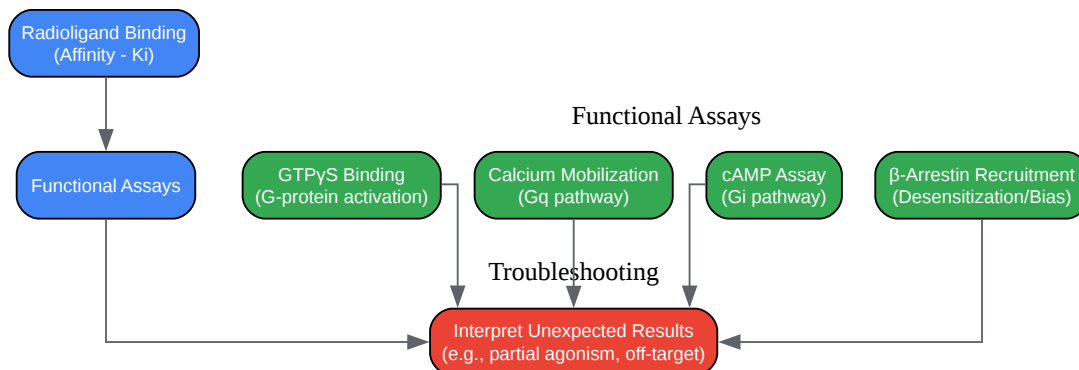 Radioligand Binding
(Affinity - Ki)
Functional Assays
Functional Assays
GTPγS Binding
(G-protein activation)
Calcium Mobilization
(Gq pathway)
cAMP Assay
(Gi pathway)
β-Arrestin Recruitment
(Desensitization/Bias)
Troubleshooting
Interpret Unexpected Results
(e.g., partial agonism, off-target)